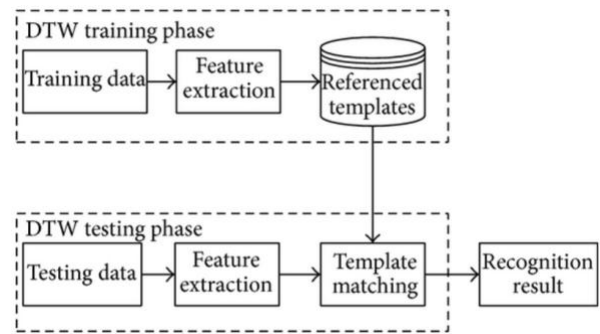 DTW training phase
Training data
Feature
extraction
Referenced
templates
DTW testing phase
Testing data
Feature
extraction
Template
matching
Recognition
result